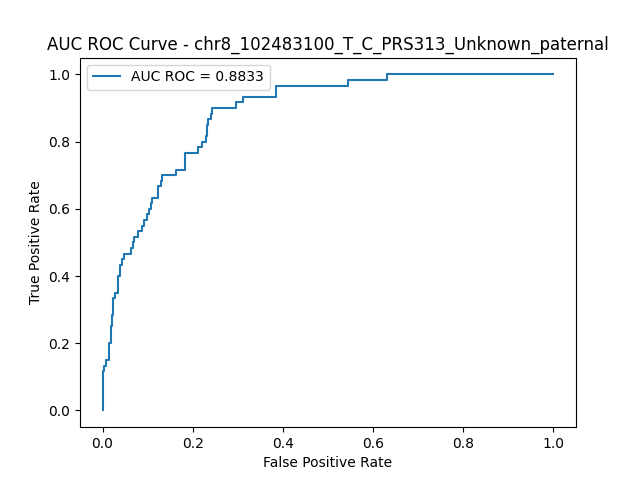 AUC ROC Curve - chr8_102483100_T_C_PRS313_Unknown_paternal
AUC ROC = 0.8833
1.0
0.8
0.6
0.4
0.2
0.0
True Positive Rate
0.0 0.2 0.4 0.6 0.8 1.0
False Positive Rate